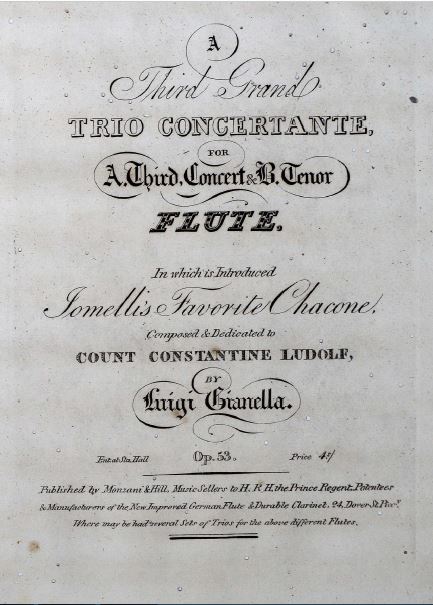 A
Third Grand
TRIO CONCERTANTE,
FOR
A. Third, Concert & B. Tenor
FLUTE.
In which is Introduced
Jomelli's Favorite Chacone.
Composed & Dedicated to
COUNT CONSTANTINE LUDOLF,
BY
Luigi Gianella.
Ent. at Sta. Hall Op. 53. Price 4s/
Published by Monzani & Hill, Music Sellers to H. R. H. the Prince Regent, Patentees
& Manufacturers of the New Improved German Flute & Durable Clarinet. 24, Dover St. Piccy.
Where may be had several Sets of Trios for the above different Flutes.